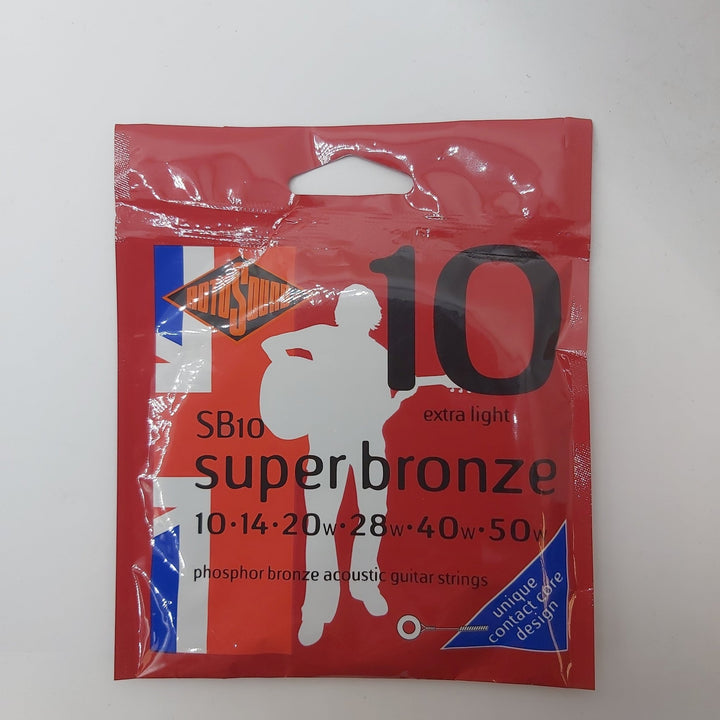 ROTOSOUND
10
extra light
SB10
super bronze
10·14·20w·28w·40w·50w
phosphor bronze acoustic guitar strings
unique
contact core
design